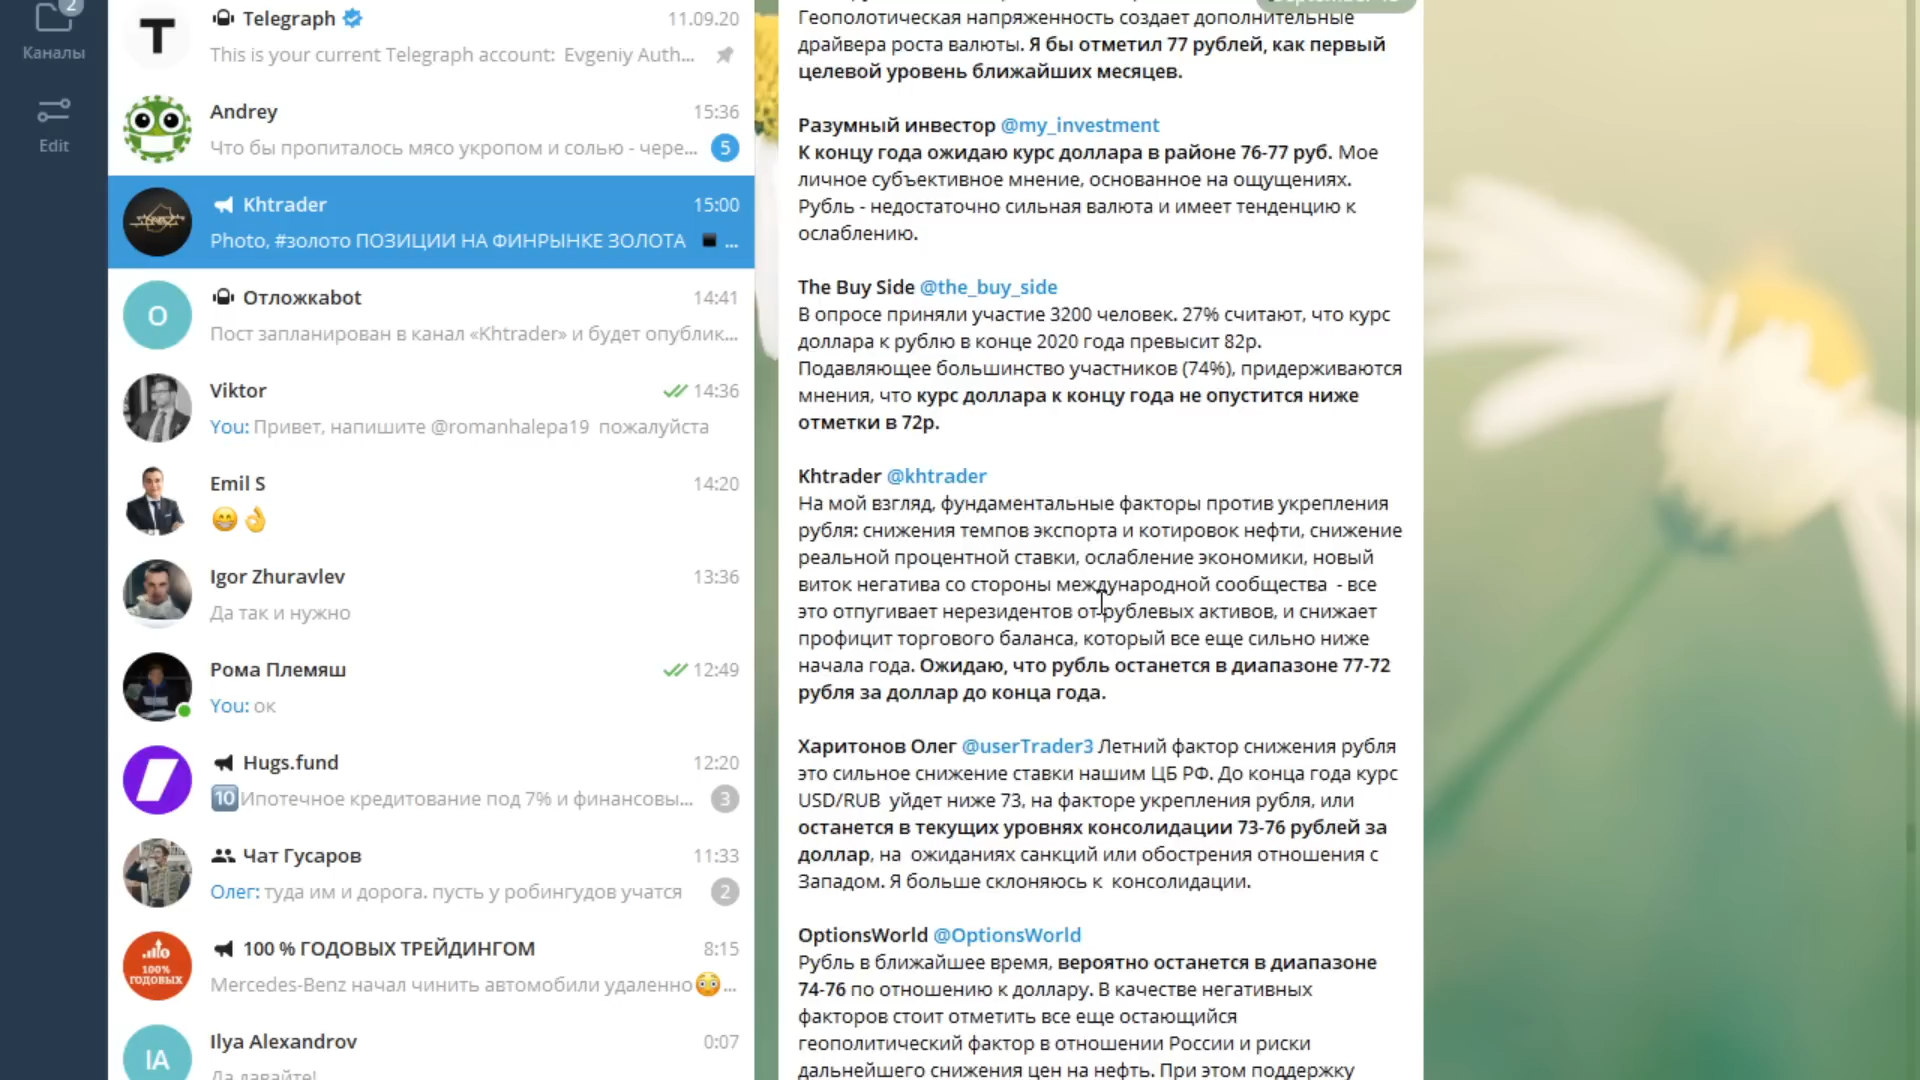 2
Каналы
Edit
Telegraph 11.09.20
This is your current Telegraph account: Evgeniy Auth...
Andrey 15:36
Что бы пропиталось мясо укропом и солью - чере... 5
Khtrader 15:00
Photo, #золото ПОЗИЦИИ НА ФИНРЫНКЕ ЗОЛОТА ...
О
Отложкаbot 14:41
Пост запланирован в канал «Khtrader» и будет опублик...
Viktor 14:36
You: Привет, напишите @romanhalepa19 пожалуйста
Emil S 14:20
Igor Zhuravlev 13:36
Да так и нужно
Рома Племяш 12:49
You: ок
Hugs.fund 12:20
10 Ипотечное кредитование под 7% и финансовы... 3
Чат Гусаров 11:33
Олег: туда им и дорога. пусть у робингудов учатся 2
100%
ГОДОВЫХ
100 % ГОДОВЫХ ТРЕЙДИНГОМ 8:15
Mercedes-Benz начал чинить автомобили удаленно ...
IA
Ilya Alexandrov 0:07
Да давайте!
Геополотическая напряженность создает дополнительные
драйвера роста валюты. Я бы отметил 77 рублей, как первый
целевой уровень ближайших месяцев.
Разумный инвестор @my_investment
К концу года ожидаю курс доллара в районе 76-77 руб. Мое
личное субъективное мнение, основанное на ощущениях.
Рубль - недостаточно сильная валюта и имеет тенденцию к
ослаблению.
The Buy Side @the_buy_side
В опросе приняли участие 3200 человек. 27% считают, что курс
доллара к рублю в конце 2020 года превысит 82р.
Подавляющее большинство участников (74%), придерживаются
мнения, что курс доллара к концу года не опустится ниже
отметки в 72р.
Khtrader @khtrader
На мой взгляд, фундаментальные факторы против укрепления
рубля: снижения темпов экспорта и котировок нефти, снижение
реальной процентной ставки, ослабление экономики, новый
виток негатива со стороны международной сообщества - все
это отпугивает нерезидентов от рублевых активов, и снижает
профицит торгового баланса, который все еще сильно ниже
начала года. Ожидаю, что рубль останется в диапазоне 77-72
рубля за доллар до конца года.
Харитонов Олег @userTrader3 Летний фактор снижения рубля
это сильное снижение ставки нашим ЦБ РФ. До конца года курс
USD/RUB уйдет ниже 73, на факторе укрепления рубля, или
останется в текущих уровнях консолидации 73-76 рублей за
доллар, на ожиданиях санкций или обострения отношения с
Западом. Я больше склоняюсь к консолидации.
OptionsWorld @OptionsWorld
Рубль в ближайшее время, вероятно останется в диапазоне
74-76 по отношению к доллару. В качестве негативных
факторов стоит отметить все еще остающийся
геополитический фактор в отношении России и риски
дальнейшего снижения цен на нефть. При этом поддержку